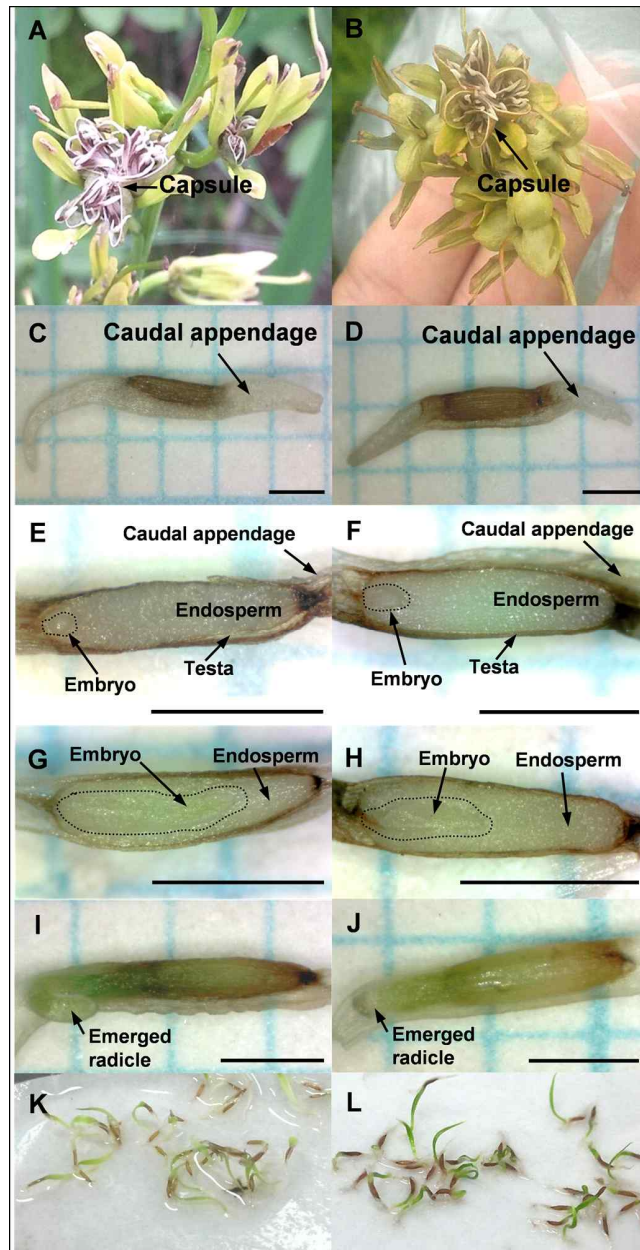 A
B
Capsule
Capsule
C
D
Caudal appendage
Caudal appendage
E
F
Caudal appendage
Caudal appendage
Endosperm
Endosperm
Testa
Embryo
Testa
Embryo
G
H
Embryo
Endosperm
Embryo
Endosperm
I
J
Emerged
radicle
Emerged
radicle
K
L